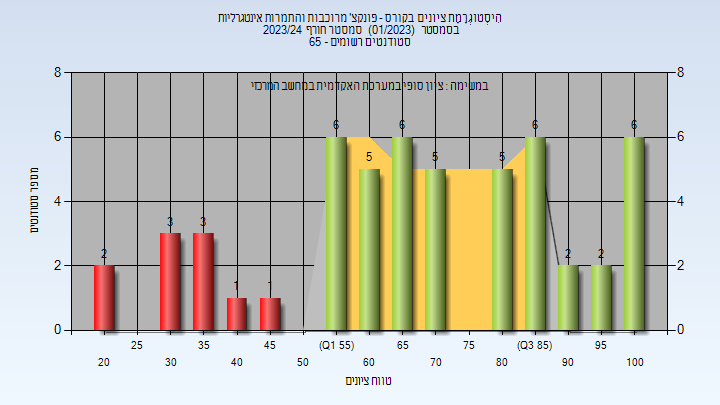 הִיסְטוֹגְרַמַת ציונים בקורס - פונקצ' מרוכבות והתמרות אינטגרליות
בסמסטר (01/2023) סמסטר חורף 2023/24
סטודנטים רשומים - 65
במשימה : ציון סופי במערכת האקדמית במחשב המרכזי
8 8
6 6 6 6 6 6
5 5 5
4 4
3 3
2 2 2 2 2
1 1
0 0
מספר סטודנטים
25 35 45 (Q1 55) 65 75 (Q3 85) 95
20 30 40 50 60 70 80 90 100
טווח ציונים